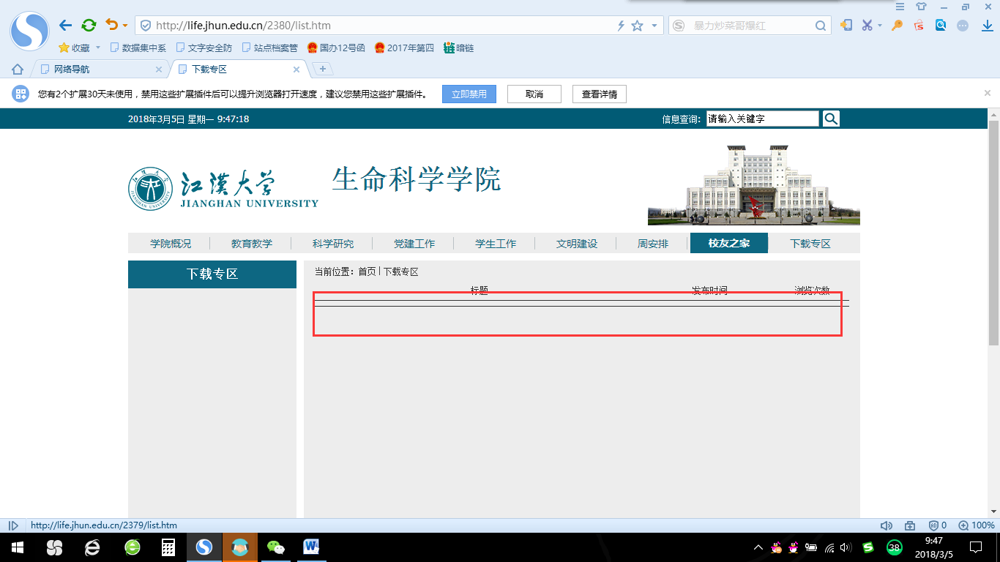 http://life.jhun.edu.cn/2380/list.htm
暴力炒菜哥爆红
收藏 数据集中系 文字安全防 站点档案管 国办12号函 2017年第四 暗链
网络导航 下载专区
您有2个扩展30天未使用，禁用这些扩展插件后可以提升浏览器打开速度，建议您禁用这些扩展插件。 立即禁用 取消 查看详情
2018年3月5日 星期一 9:47:18 信息查询: 请输入关键字
江汉大学 生命科学学院
JIANGHAN UNIVERSITY
学院概况 教育教学 科学研究 党建工作 学生工作 文明建设 周安排 校友之家 下载专区
下载专区
当前位置：首页 | 下载专区
标题 发布时间 浏览次数
http://life.jhun.edu.cn/2379/list.htm 0 100%
38 9:47
2018/3/5